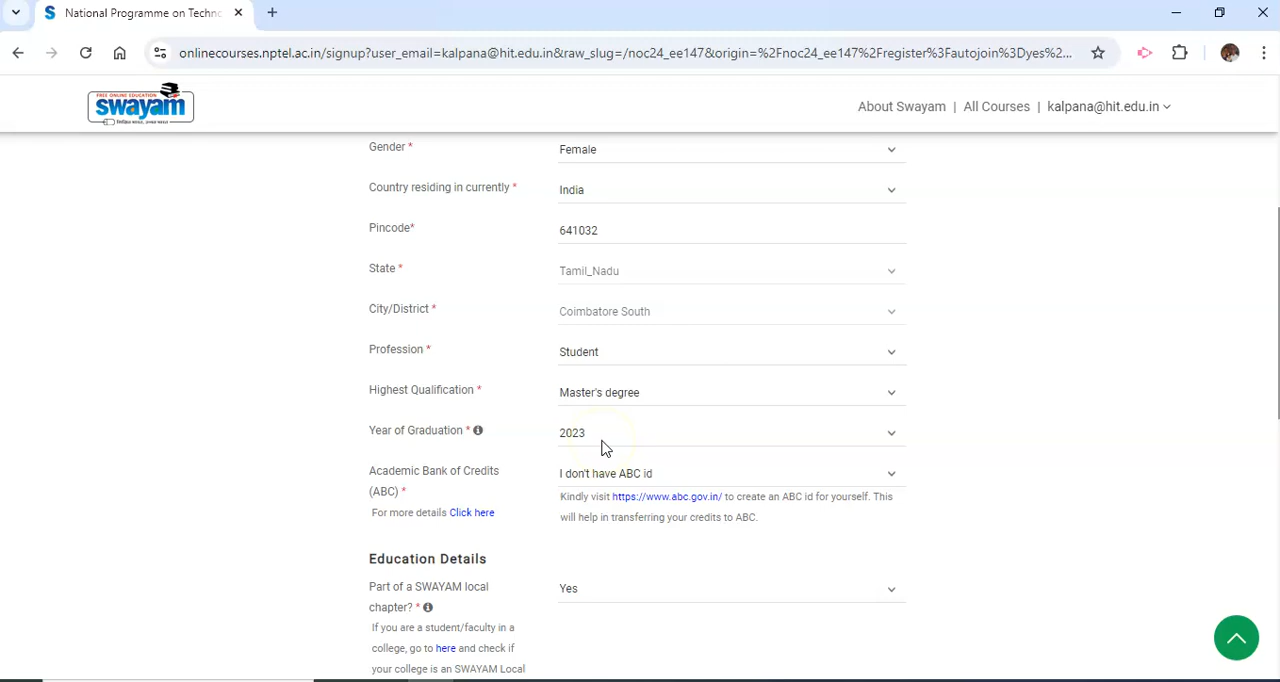 National Programme on Techno
onlinecourses.nptel.ac.in/signup?user_email=kalpana@hit.edu.in&raw_slug=/noc24_ee147&origin=%2Fnoc24_ee147%2Fregister%3Fautojoin%3Dyes%2...
FREE ONLINE EDUCATION
swayam
About Swayam | All Courses | kalpana@hit.edu.in
Gender * Female
Country residing in currently * India
Pincode* 641032
State * Tamil_Nadu
City/District * Coimbatore South
Profession * Student
Highest Qualification * Master's degree
Year of Graduation * 2023
Academic Bank of Credits
(ABC) *
I don't have ABC id
Kindly visit https://www.abc.gov.in/ to create an ABC id for yourself. This
will help in transferring your credits to ABC.
For more details Click here
Education Details
Part of a SWAYAM local
chapter? *
Yes
If you are a student/faculty in a
college, go to here and check if
your college is an SWAYAM Local